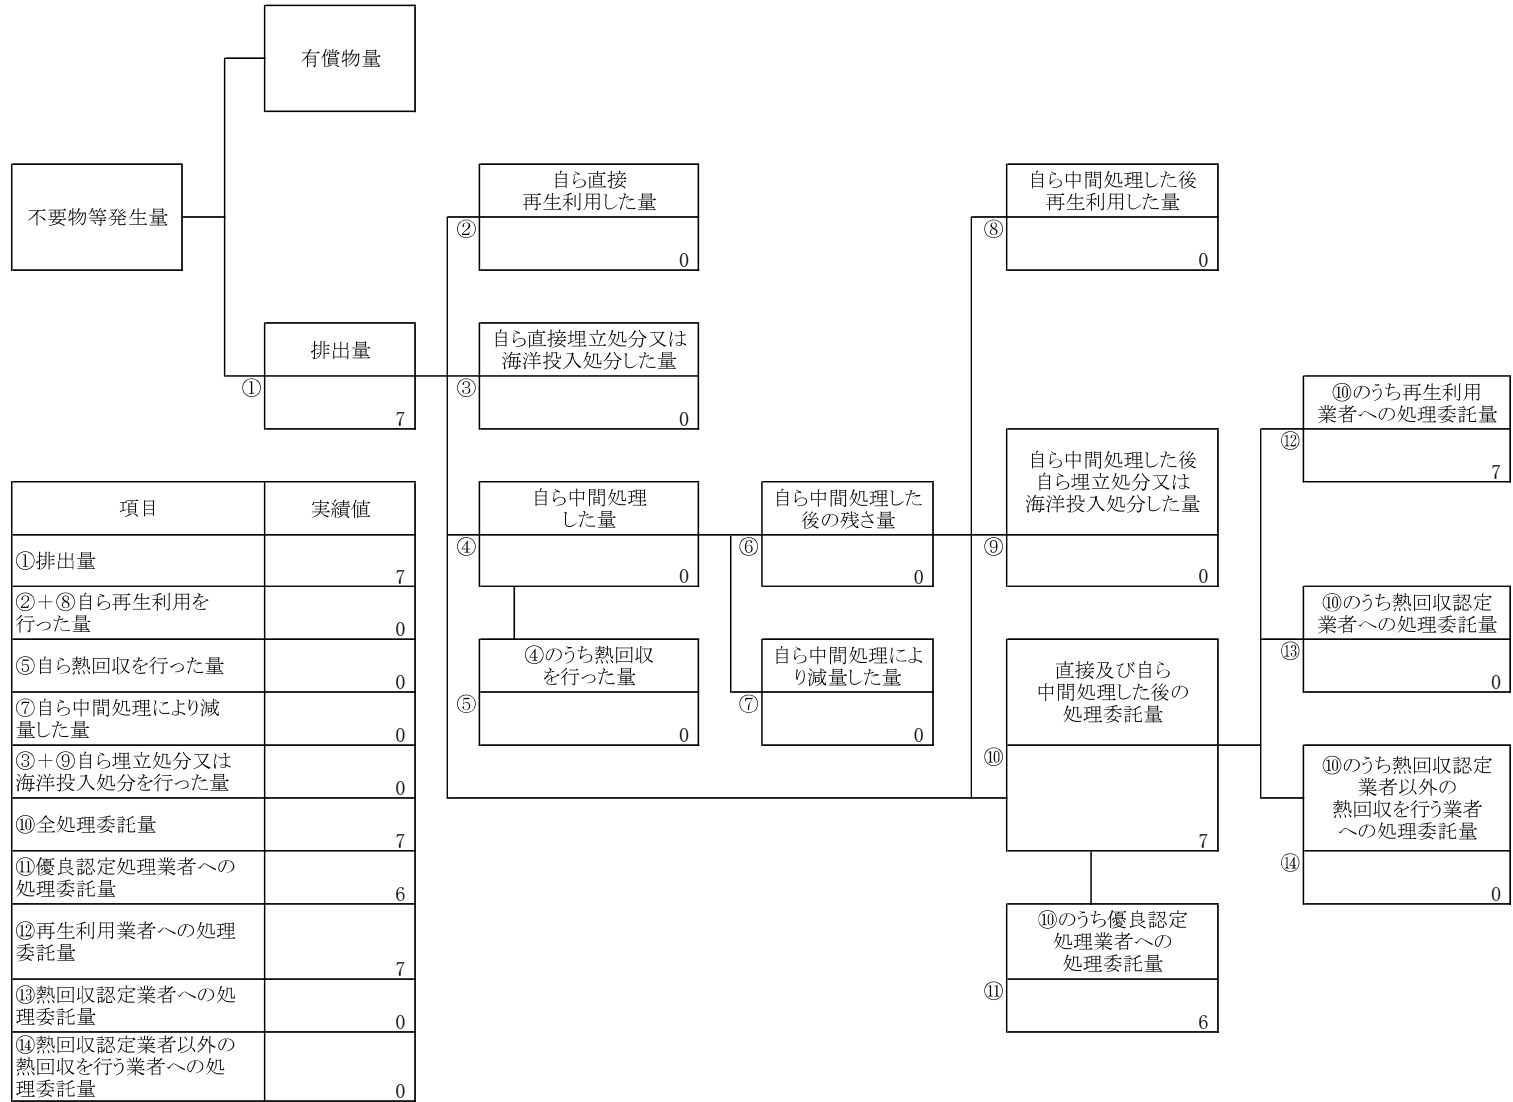 有償物量
不要物等発生量
自ら直接
再生利用した量
②
0
自ら中間処理した後
再生利用した量
⑧
0
排出量
①
7
自ら直接埋立処分又は
海洋投入処分した量
③
0
⑩のうち再生利用
業者への処理委託量
⑫
7
自ら中間処理
した量
④
0
自ら中間処理した
後の残さ量
⑥
0
自ら中間処理した後
自ら埋立処分又は
海洋投入処分した量
⑨
0
⑩のうち熱回収認定
業者への処理委託量
⑬
0
④のうち熱回収
を行った量
⑤
0
自ら中間処理によ
り減量した量
⑦
0
直接及び自ら
中間処理した後の
処理委託量
⑩
7
⑩のうち熱回収認定
業者以外の
熱回収を行う業者
への処理委託量
⑭
0
⑩のうち優良認定
処理業者への
処理委託量
⑪
6
項目 実績値
①排出量
7
②＋⑧自ら再生利用を
行った量
0
⑤自ら熱回収を行った量
0
⑦自ら中間処理により減
量した量
0
③＋⑨自ら埋立処分又は
海洋投入処分を行った量
0
⑩全処理委託量
7
⑪優良認定処理業者への
処理委託量
6
⑫再生利用業者への処理
委託量
7
⑬熱回収認定業者への処
理委託量
0
⑭熱回収認定業者以外の
熱回収を行う業者への処
理委託量
0